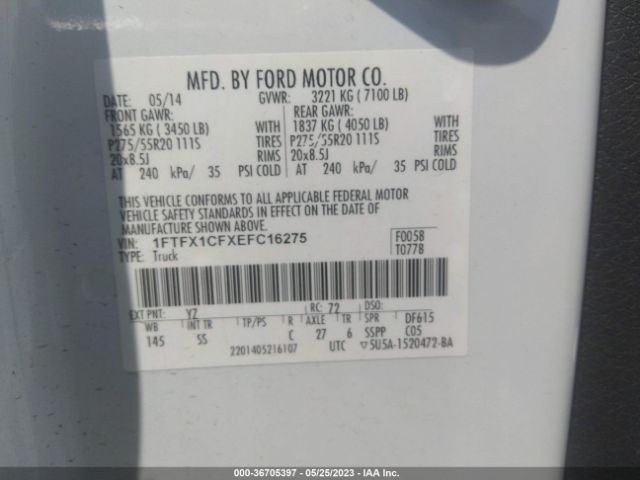 MFD. BY FORD MOTOR CO.
DATE: 05/14 GVWR: 3221 KG ( 7100 LB)
FRONT GAWR: REAR GAWR:
1565 KG ( 3450 LB) WITH 1837 KG ( 4050 LB) WITH
P275/55R20 111S TIRES P275/55R20 111S TIRES
20x8.5J RIMS 20x8.5J RIMS
AT 240 kPa/ 35 PSI COLD AT 240 kPa/ 35 PSI COLD
THIS VEHICLE CONFORMS TO ALL APPLICABLE FEDERAL MOTOR
VEHICLE SAFETY STANDARDS IN EFFECT ON THE DATE OF
MANUFACTURE SHOWN ABOVE.
VIN: 1FTFX1CFXEFC16275 F0058
TYPE: Truck T0778
EXT PNT: YZ RC: 72 DSO:
WB INT TR TP/PS R AXLE TR SPR DF615
145 5S C 27 6 SSPP C05
2201405216107 UTC ▽5U5A-1520472-BA
000-36705397 - 05/25/2023 - IAA Inc.